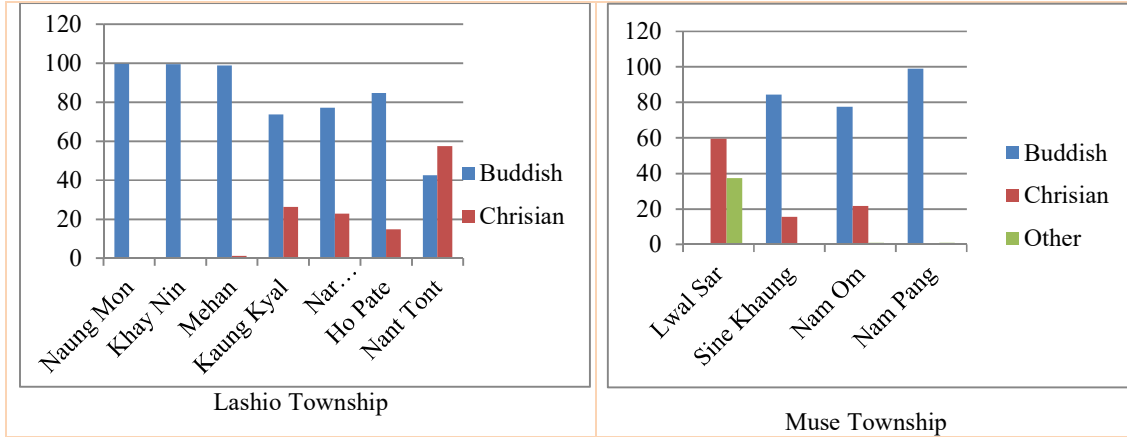 120
100
80
60
40
20
0
Naung Mon
Khay Nin
Mehan
Kaung Kyal
Nar…
Ho Pate
Nant Tont
Buddish
Chrisian
Lashio Township
120
100
80
60
40
20
0
Lwal Sar
Sine Khaung
Nam Om
Nam Pang
Buddish
Chrisian
Other
Muse Township